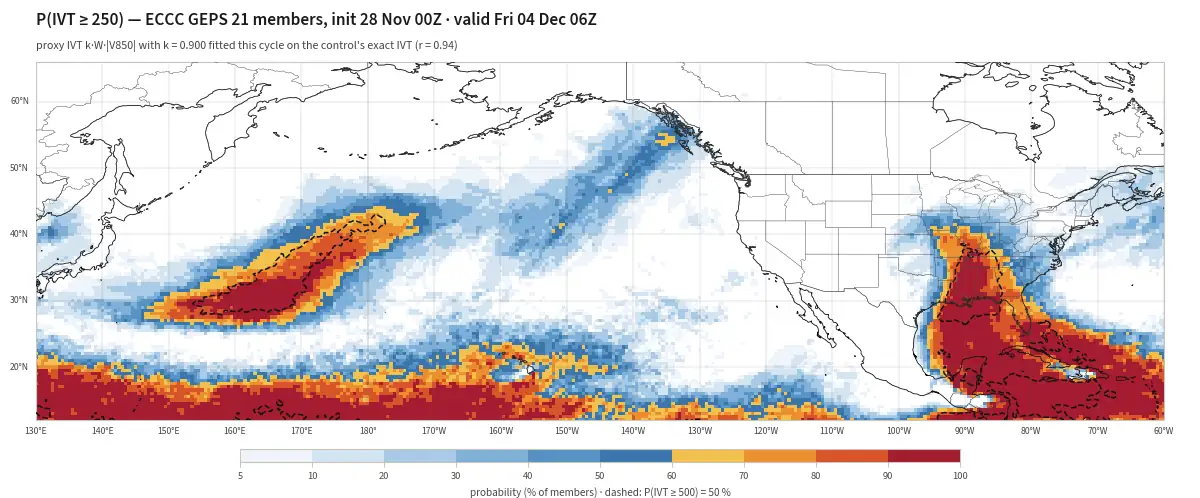 P(IVT ≥ 250) — ECCC GEPS 21 members, init 28 Nov 00Z · valid Fri 04 Dec 06Z
proxy IVT k·W·|V850| with k = 0.900 fitted this cycle on the control's exact IVT (r = 0.94)
60°N
50°N
40°N
30°N
20°N
130°E 140°E 150°E 160°E 170°E 180° 170°W 160°W 150°W 140°W 130°W 120°W 110°W 100°W 90°W 80°W 70°W 60°W
5 10 20 30 40 50 60 70 80 90 100
probability (% of members) · dashed: P(IVT ≥ 500) = 50 %